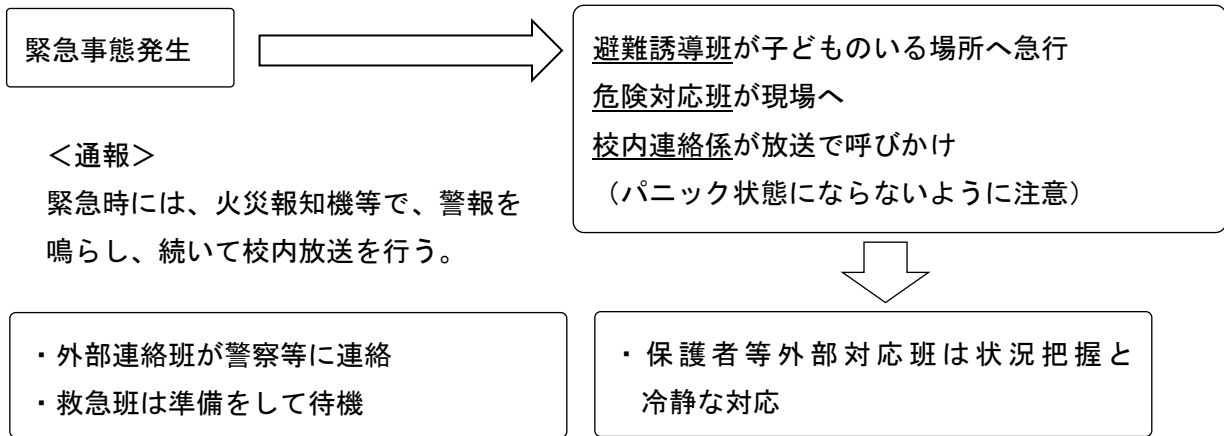 緊急事態発生
避難誘導班が子どものいる場所へ急行
危険対応班が現場へ
校内連絡係が放送で呼びかけ
（パニック状態にならないように注意）
＜通報＞
緊急時には、火災報知機等で、警報を
鳴らし、続いて校内放送を行う。
・外部連絡班が警察等に連絡
・救急班は準備をして待機
・保護者等外部対応班は状況把握と
冷静な対応